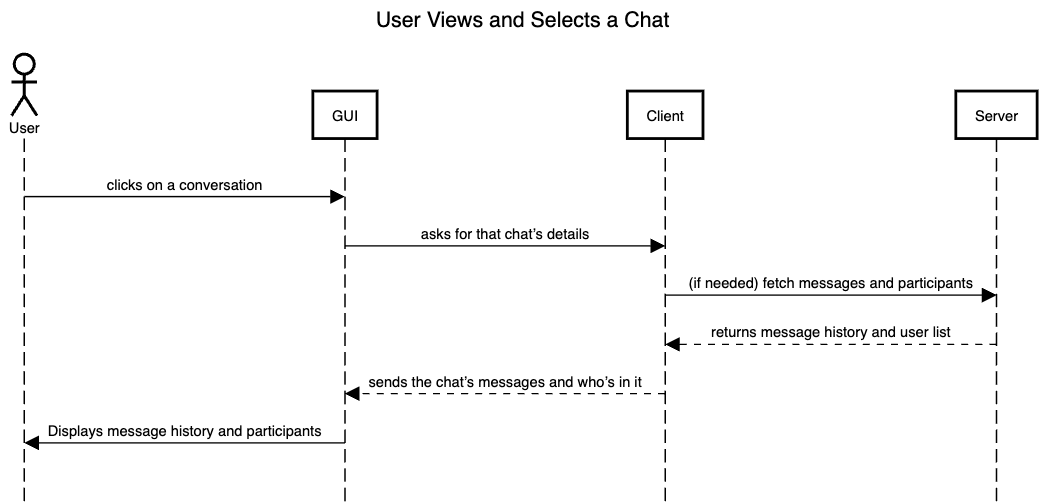 User Views and Selects a Chat
User
GUI
Client
Server
clicks on a conversation
asks for that chat’s details
(if needed) fetch messages and participants
returns message history and user list
sends the chat’s messages and who’s in it
Displays message history and participants